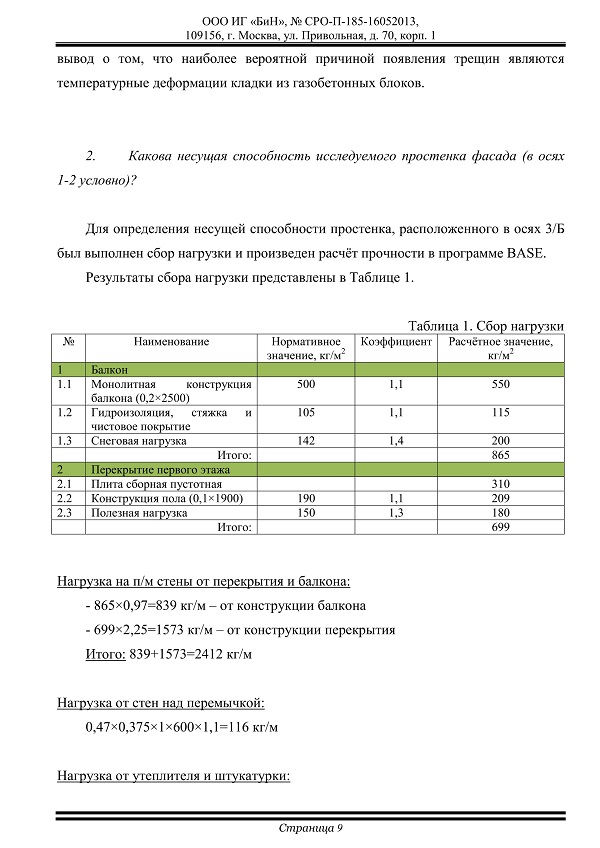 ООО ИГ «БиН», № СРО-П-185-16052013,
109156, г. Москва, ул. Привольная, д. 70, корп. 1
вывод о том, что наиболее вероятной причиной появления трещин являются
температурные деформации кладки из газобетонных блоков.
2. Какова несущая способность исследуемого простенка фасада (в осях
1-2 условно)?
Для определения несущей способности простенка, расположенного в осях 3/Б
был выполнен сбор нагрузки и произведен расчёт прочности в программе BASE.
Результаты сбора нагрузки представлены в Таблице 1.
Таблица 1. Сбор нагрузки
№ Наименование Нормативное значение, кг/м² Коэффициент Расчётное значение, кг/м²
1 Балкон
1.1 Монолитная конструкция балкона (0,2×2500) 500 1,1 550
1.2 Гидроизоляция, стяжка и чистовое покрытие 105 1,1 115
1.3 Снеговая нагрузка 142 1,4 200
Итого: 865
2 Перекрытие первого этажа
2.1 Плита сборная пустотная 310
2.2 Конструкция пола (0,1×1900) 190 1,1 209
2.3 Полезная нагрузка 150 1,3 180
Итого: 699
Нагрузка на п/м стены от перекрытия и балкона:
- 865×0,97=839 кг/м – от конструкции балкона
- 699×2,25=1573 кг/м – от конструкции перекрытия
Итого: 839+1573=2412 кг/м
Нагрузка от стен над перемычкой:
0,47×0,375×1×600×1,1=116 кг/м
Нагрузка от утеплителя и штукатурки:
Страница 9